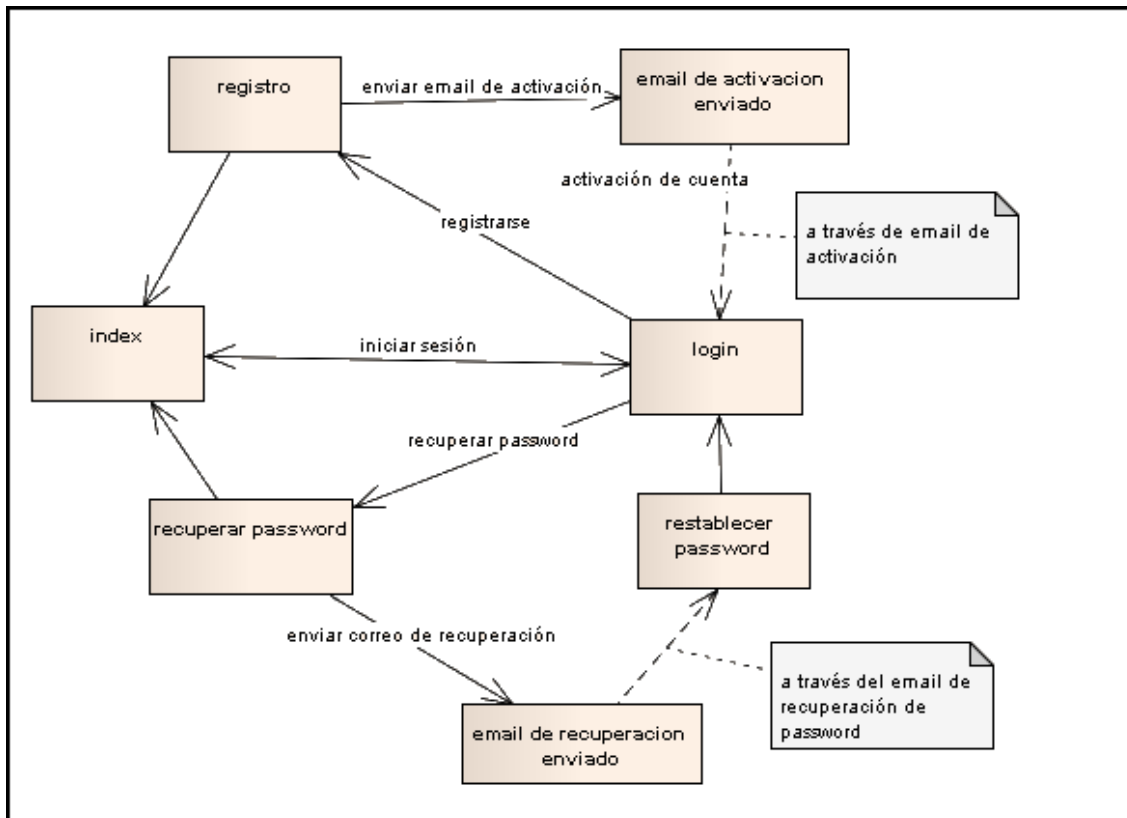 registro
enviar email de activación
email de activacion
enviado
activación de cuenta
a través de email de
activación
registrarse
index
iniciar sesión
login
recuperar password
recuperar password
restablecer
password
enviar correo de recuperación
a través del email de
recuperación de
password
email de recuperacion
enviado